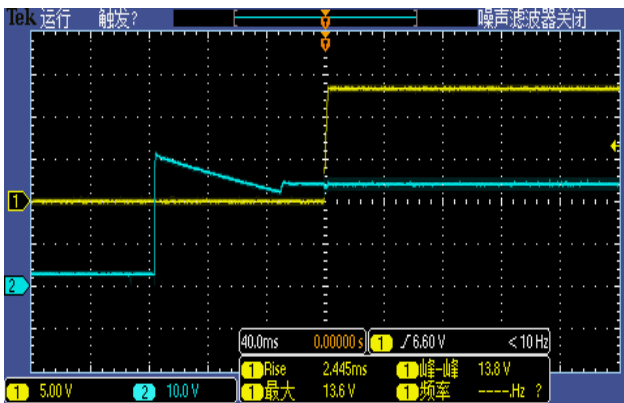 Tek 运行 触发? 噪声滤波器关闭
T
T
1
2
40.0ms 0.00000 s 1 6.60 V < 10 Hz
1 Rise 2.445ms 1 峰-峰 13.8 V
1 5.00 V 2 10.0 V 1 最大 13.6 V 1 频率 ----.Hz ?